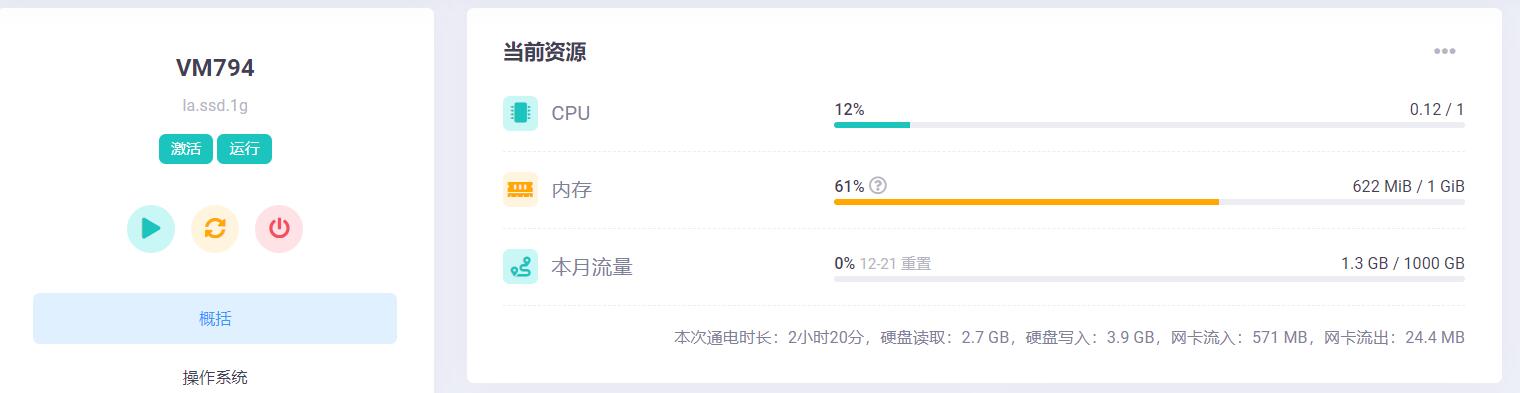 VM794
la.ssd.1g
激活 运行
概括
操作系统
当前资源
CPU
12%
0.12 / 1
内存
61%
622 MiB / 1 GiB
本月流量
0% 12-21 重置
1.3 GB / 1000 GB
本次通电时长：2小时20分，硬盘读取：2.7 GB，硬盘写入：3.9 GB，网卡流入：571 MB，网卡流出：24.4 MB